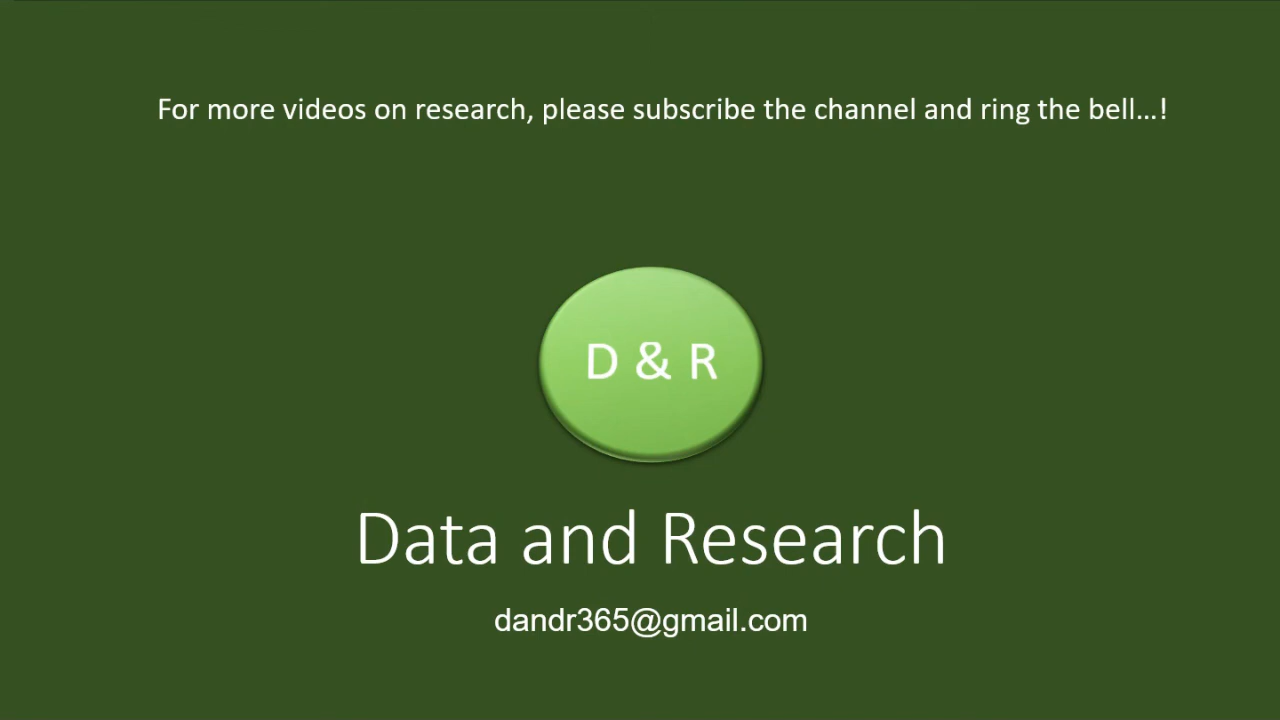 For more videos on research, please subscribe the channel and ring the bell...!
D & R
Data and Research
dandr365@gmail.com